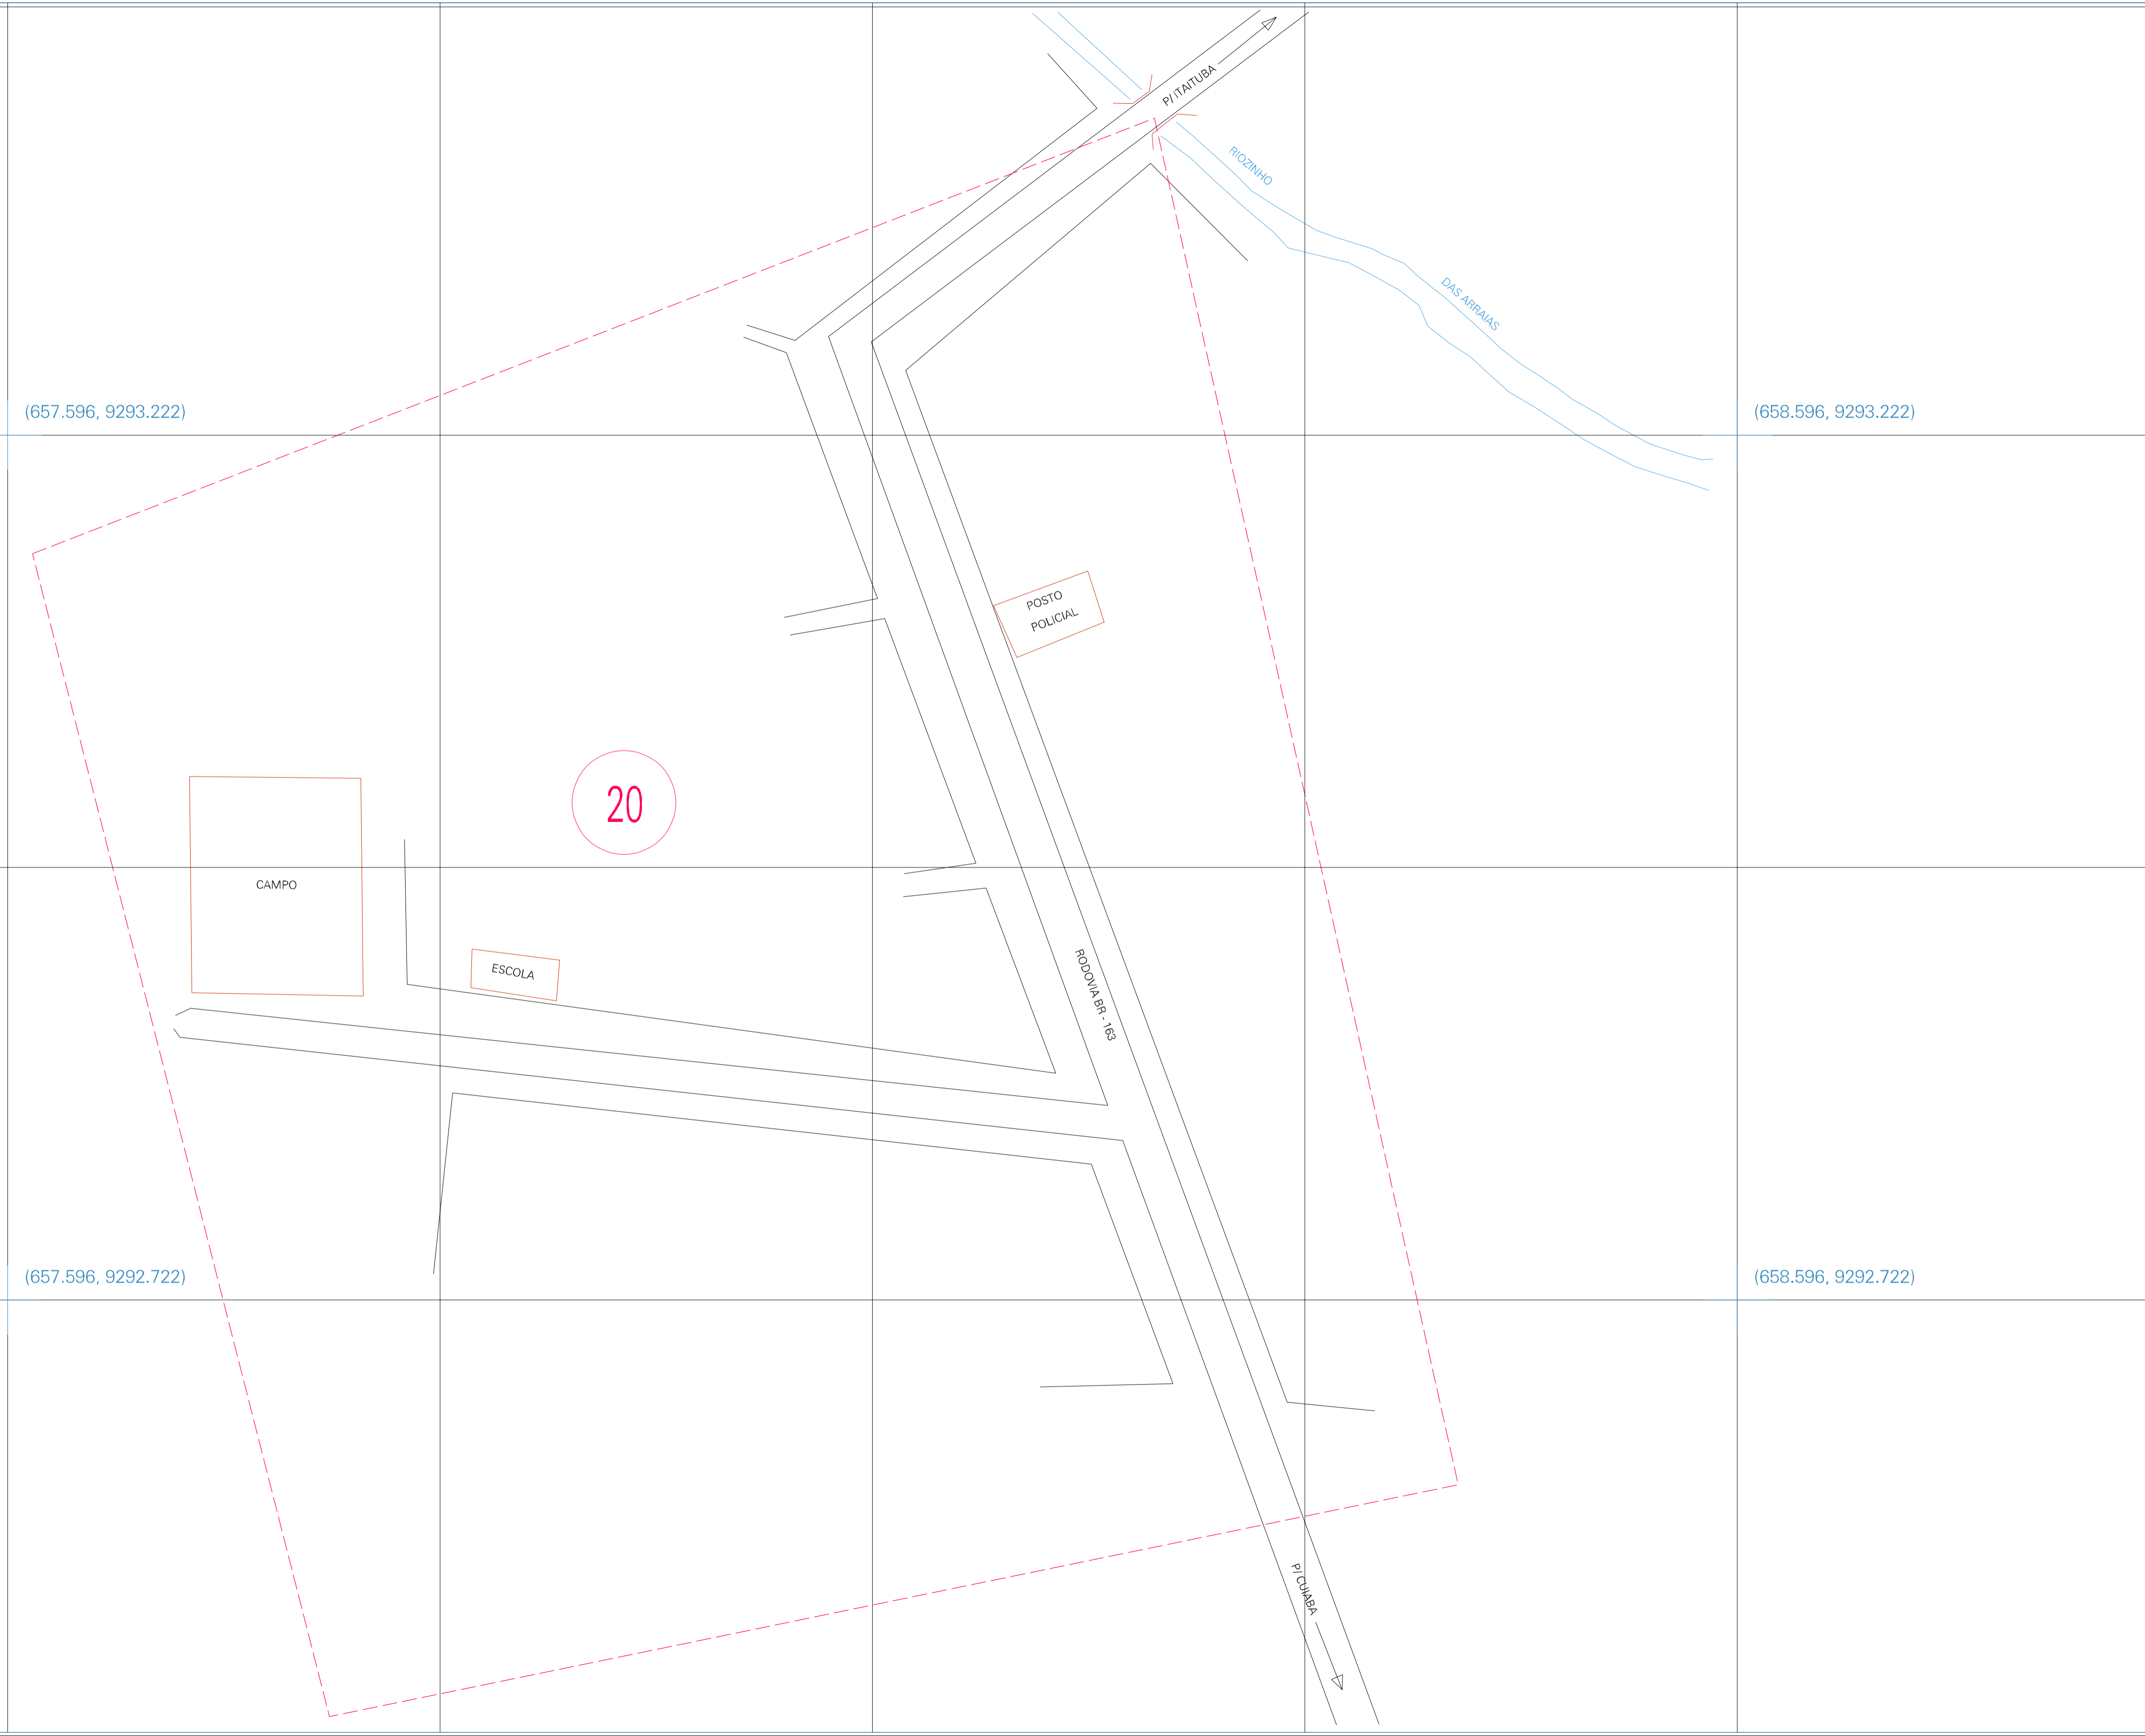 P/ ITAITUBA
RIOZINHO
DAS ARRAIAS
(657.596, 9293.222)
(658.596, 9293.222)
POSTO
POLICIAL
20
CAMPO
ESCOLA
RODOVIA BR - 163
(657.596, 9292.722)
(658.596, 9292.722)
P/ CUIABA